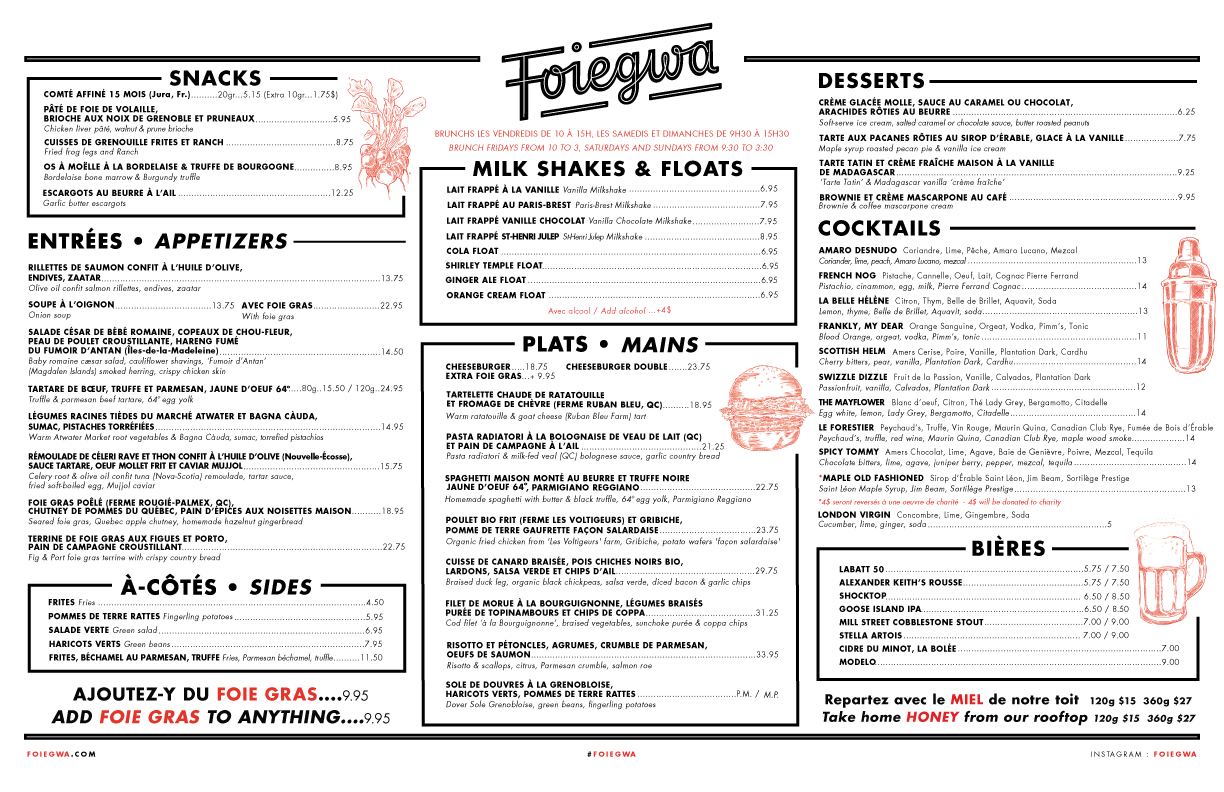 Foiegwa
BRUNCHS LES VENDREDIS DE 10 À 15H, LES SAMEDIS ET DIMANCHES DE 9H30 À 15H30
BRUNCH FRIDAYS FROM 10 TO 3, SATURDAYS AND SUNDAYS FROM 9:30 TO 3:30
SNACKS
COMTÉ AFFINÉ 15 MOIS (Jura, Fr.)..........20gr...5.15 (Extra 10gr...1.75$)
PÂTÉ DE FOIE DE VOLAILLE,
BRIOCHE AUX NOIX DE GRENOBLE ET PRUNEAUX..........5.95
Chicken liver pâté, walnut & prune brioche
CUISSES DE GRENOUILLE FRITES ET RANCH..........8.75
Fried frog legs and Ranch
OS À MOËLLE À LA BORDELAISE & TRUFFE DE BOURGOGNE..........8.95
Bordelaise bone marrow & Burgundy truffle
ESCARGOTS AU BEURRE À L'AIL..........12.25
Garlic butter escargots
ENTRÉES • APPETIZERS
RILLETTES DE SAUMON CONFIT À L'HUILE D'OLIVE,
ENDIVES, ZAATAR..........13.75
Olive oil confit salmon rillettes, endives, zaatar
SOUPE À L'OIGNON..........13.75 AVEC FOIE GRAS..........22.95
Onion soup With foie gras
SALADE CÉSAR DE BÉBÉ ROMAINE, COPEAUX DE CHOU-FLEUR,
PEAU DE POULET CROUSTILLANTE, HARENG FUMÉ
DU FUMOIR D'ANTAN (Îles-de-la-Madeleine)..........14.50
Baby romaine cæsar salad, cauliflower shavings, 'Fumoir d'Antan'
(Magdalen Islands) smoked herring, crispy chicken skin
TARTARE DE BŒUF, TRUFFE ET PARMESAN, JAUNE D'OEUF 64°.....80g..15.50 / 120g..24.95
Truffle & parmesan beef tartare, 64° egg yolk
LÉGUMES RACINES TIÈDES DU MARCHÉ ATWATER ET BAGNA CÀUDA,
SUMAC, PISTACHES TORRÉFIÉES..........14.95
Warm Atwater Market root vegetables & Bagna Càuda, sumac, torrefied pistachios
RÉMOULADE DE CÉLERI RAVE ET THON CONFIT À L'HUILE D'OLIVE (Nouvelle-Écosse),
SAUCE TARTARE, OEUF MOLLET FRIT ET CAVIAR MUJJOL..........15.75
Celery root & olive oil confit tuna (Nova-Scotia) remoulade, tartar sauce,
fried soft-boiled egg, Mujjol caviar
FOIE GRAS POÊLÉ (FERME ROUGIÉ-PALMEX, QC),
CHUTNEY DE POMMES DU QUÉBEC, PAIN D'ÉPICES AUX NOISETTES MAISON..........18.95
Seared foie gras, Quebec apple chutney, homemade hazelnut gingerbread
TERRINE DE FOIE GRAS AUX FIGUES ET PORTO,
PAIN DE CAMPAGNE CROUSTILLANT..........22.75
Fig & Port foie gras terrine with crispy country bread
À-CÔTÉS • SIDES
FRITES Fries..........4.50
POMMES DE TERRE RATTES Fingerling potatoes..........5.95
SALADE VERTE Green salad..........6.95
HARICOTS VERTS Green beans..........7.95
FRITES, BÉCHAMEL AU PARMESAN, TRUFFE Fries, Parmesan béchamel, truffle..........11.50
AJOUTEZ-Y DU FOIE GRAS....9.95
ADD FOIE GRAS TO ANYTHING....9.95
MILK SHAKES & FLOATS
LAIT FRAPPÉ À LA VANILLE Vanilla Milkshake..........6.95
LAIT FRAPPÉ AU PARIS-BREST Paris-Brest Milkshake..........7.95
LAIT FRAPPÉ VANILLE CHOCOLAT Vanilla Chocolate Milkshake..........7.95
LAIT FRAPPÉ ST-HENRI JULEP St-Henri Julep Milkshake..........8.95
COLA FLOAT..........6.95
SHIRLEY TEMPLE FLOAT..........6.95
GINGER ALE FLOAT..........6.95
ORANGE CREAM FLOAT..........6.95
Avec alcool / Add alcohol ...+4$
PLATS • MAINS
CHEESEBURGER.....18.75 CHEESEBURGER DOUBLE.......23.75
EXTRA FOIE GRAS...+ 9.95
TARTELETTE CHAUDE DE RATATOUILLE
ET FROMAGE DE CHÈVRE (FERME RUBAN BLEU, QC)..........18.95
Warm ratatouille & goat cheese (Ruban Bleu Farm) tart
PASTA RADIATORI À LA BOLOGNAISE DE VEAU DE LAIT (QC)
ET PAIN DE CAMPAGNE À L'AIL..........21.25
Pasta radiatori & milk-fed veal (QC) bolognese sauce, garlic country bread
SPAGHETTI MAISON MONTÉ AU BEURRE ET TRUFFE NOIRE
JAUNE D'OEUF 64°, PARMIGIANO REGGIANO..........22.75
Homemade spaghetti with butter & black truffle, 64° egg yolk, Parmigiano Reggiano
POULET BIO FRIT (FERME LES VOLTIGEURS) ET GRIBICHE,
POMME DE TERRE GAUFRETTE FAÇON SALARDAISE..........23.75
Organic fried chicken from 'Les Voltigeurs' farm, Gribiche, potato wafers 'façon salardaise'
CUISSE DE CANARD BRAISÉE, POIS CHICHES NOIRS BIO,
LARDONS, SALSA VERDE ET CHIPS D'AIL..........29.75
Braised duck leg, organic black chickpeas, salsa verde, diced bacon & garlic chips
FILET DE MORUE À LA BOURGUIGNONNE, LÉGUMES BRAISÉS
PURÉE DE TOPINAMBOURS ET CHIPS DE COPPA..........31.25
Cod filet 'à la Bourguignonne', braised vegetables, sunchoke purée & coppa chips
RISOTTO ET PÉTONCLES, AGRUMES, CRUMBLE DE PARMESAN,
OEUFS DE SAUMON..........33.95
Risotto & scallops, citrus, Parmesan crumble, salmon roe
SOLE DE DOUVRES À LA GRENOBLOISE,
HARICOTS VERTS, POMMES DE TERRE RATTES..........P.M. / M.P.
Dover Sole Grenobloise, green beans, fingerling potatoes
DESSERTS
CRÈME GLACÉE MOLLE, SAUCE AU CARAMEL OU CHOCOLAT,
ARACHIDES RÔTIES AU BEURRE..........6.25
Soft-serve ice cream, salted caramel or chocolate sauce, butter roasted peanuts
TARTE AUX PACANES RÔTIES AU SIROP D'ÉRABLE, GLACE À LA VANILLE..........7.75
Maple syrup roasted pecan pie & vanilla ice cream
TARTE TATIN ET CRÈME FRAÎCHE MAISON À LA VANILLE
DE MADAGASCAR..........9.25
'Tarte Tatin' & Madagascar vanilla 'crème fraîche'
BROWNIE ET CRÈME MASCARPONE AU CAFÉ..........9.95
Brownie & coffee mascarpone cream
COCKTAILS
AMARO DESNUDO Coriandre, Lime, Pêche, Amaro Lucano, Mezcal
Coriander, lime, peach, Amaro Lucano, mezcal..........13
FRENCH NOG Pistache, Cannelle, Oeuf, Lait, Cognac Pierre Ferrand
Pistachio, cinammon, egg, milk, Pierre Ferrand Cognac..........14
LA BELLE HÉLÈNE Citron, Thym, Belle de Brillet, Aquavit, Soda
Lemon, thyme, Belle de Brillet, Aquavit, soda..........13
FRANKLY, MY DEAR Orange Sanguine, Orgeat, Vodka, Pimm's, Tonic
Blood Orange, orgeat, vodka, Pimm's, tonic..........11
SCOTTISH HELM Amers Cerise, Poire, Vanille, Plantation Dark, Cardhu
Cherry bitters, pear, vanilla, Plantation Dark, Cardhu..........14
SWIZZLE DIZZLE Fruit de la Passion, Vanille, Calvados, Plantation Dark
Passionfruit, vanilla, Calvados, Plantation Dark..........12
THE MAYFLOWER Blanc d'oeuf, Citron, Thé Lady Grey, Bergamote, Citadelle
Egg white, lemon, Lady Grey, Bergamotto, Citadelle..........14
LE FORESTIER Peychaud's, Truffe, Vin Rouge, Maurin Quina, Canadian Club Rye, Fumée de Bois d'Érable
Peychaud's, truffle, red wine, Maurin Quina, Canadian Club Rye, maple wood smoke..........14
SPICY TOMMY Amers Chocolat, Lime, Agave, Baie de Genièvre, Poivre, Mezcal, Tequila
Chocolate bitters, lime, agave, juniper berry, pepper, mezcal, tequila..........14
*MAPLE OLD FASHIONED Sirop d'Érable Saint Léon, Jim Beam, Sortilège Prestige
Saint Léon Maple Syrup, Jim Beam, Sortilège Prestige..........13
*4$ seront reversés à une oeuvre de charité – 4$ will be donated to charity
LONDON VIRGIN Concombre, Lime, Gingembre, Soda
Cucumber, lime, ginger, soda..........5
BIÈRES
LABATT 50..........5.75 / 7.50
ALEXANDER KEITH'S ROUSSE..........5.75 / 7.50
SHOCKTOP..........6.50 / 8.50
GOOSE ISLAND IPA..........6.50 / 8.50
MILL STREET COBBLESTONE STOUT..........7.00 / 9.00
STELLA ARTOIS..........7.00 / 9.00
CIDRE DU MINOT, LA BOLÉE..........7.00
MODELO..........9.00
Repartez avec le MIEL de notre toit 120g $15 360g $27
Take home HONEY from our rooftop 120g $15 360g $27
FOIEGWA.COM
#FOIEGWA
INSTAGRAM : FOIEGWA